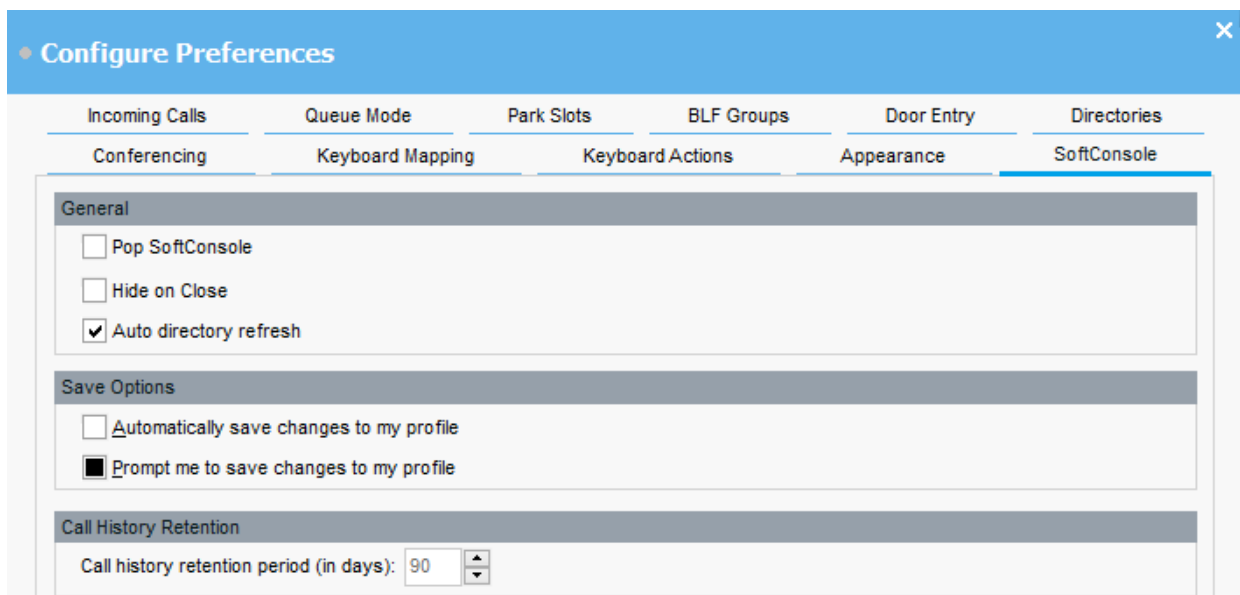 Configure Preferences
Incoming Calls Queue Mode Park Slots BLF Groups Door Entry Directories
Conferencing Keyboard Mapping Keyboard Actions Appearance SoftConsole
General
Pop SoftConsole
Hide on Close
Auto directory refresh
Save Options
Automatically save changes to my profile
Prompt me to save changes to my profile
Call History Retention
Call history retention period (in days): 90